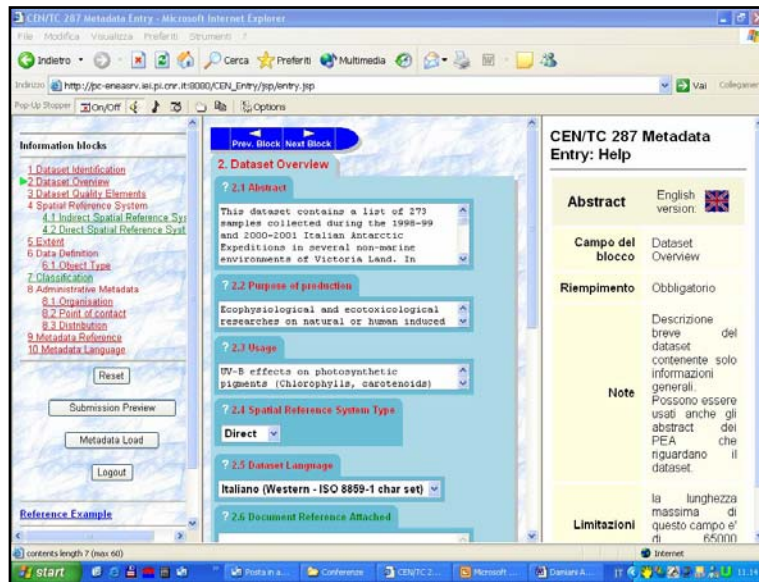 CEN/TC 287 Metadata Entry - Microsoft Internet Explorer
File Modifica Visualizza Preferiti Strumenti ?
Indietro Cerca Preferiti Multimedia
Indirizzo http://pc-eneasrv.iei.pi.cnr.it:8080/CEN_Entry/jsp/entry.jsp Vai Collegamen
Pop-Up Stopper On/Off Options
Information blocks
1 Dataset Identification
2 Dataset Overview
3 Dataset Quality Elements
4 Spatial Reference System
4.1 Indirect Spatial Reference Sys
4.2 Direct Spatial Reference Syst
5 Extent
6 Data Definition
6.1 Object Type
7 Classification
8 Administrative Metadata
8.1 Organisation
8.2 Point of contact
8.3 Distribution
9 Metadata Reference
10 Metadata Language
Reset
Submission Preview
Metadata Load
Logout
Reference Example
Prev. Block Next Block
2. Dataset Overview
? 2.1 Abstract
This dataset contains a list of 273
samples collected during the 1998-99
and 2000-2001 Italian Antarctic
Expeditions in several non-marine
environments of Victoria Land. In
? 2.2 Purpose of production
Ecophysiological and ecotoxicological
researches on natural or human induced
? 2.3 Usage
UV-B effects on photosynthetic
pigments (Chlorophylls, carotenoids)
? 2.4 Spatial Reference System Type
Direct
? 2.5 Dataset Language
Italiano (Western - ISO 8859-1 char set)
? 2.6 Document Reference Attached
CEN/TC 287 Metadata
Entry: Help
Abstract English
version:
Campo del
blocco Dataset
Overview
Riempimento Obbligatorio
Note Descrizione
breve del
dataset
contenente solo
informazioni
generali.
Possono essere
usati anche gli
abstract dei
PEA che
riguardano il
dataset.
Limitazioni la lunghezza
massima di
questo campo e'
di 65000
contents length 7 (max 60) Internet
start Posta in a... Conferenze CEN/TC 2... Microsoft ... Damiani A... IT 11.14